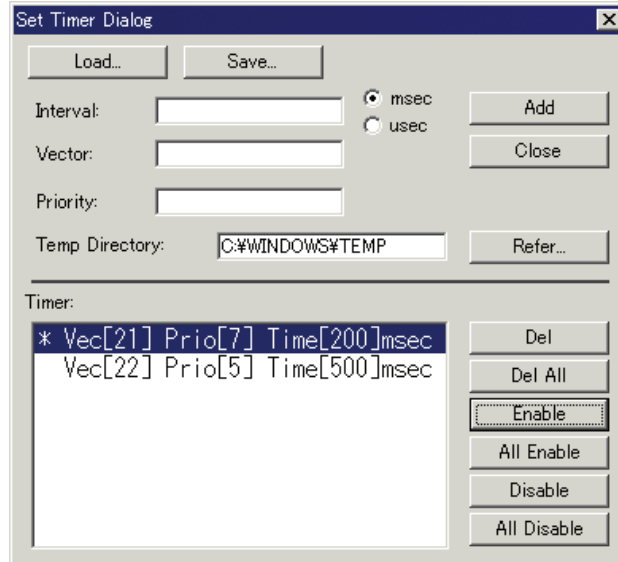 Set Timer Dialog
Load...
Save...
Interval:
msec
usec
Add
Vector:
Close
Priority:
Temp Directory:
C:¥WINDOWS¥TEMP
Refer...
Timer:
* Vec[21] Prio[7] Time[200]msec
Vec[22] Prio[5] Time[500]msec
Del
Del All
Enable
All Enable
Disable
All Disable